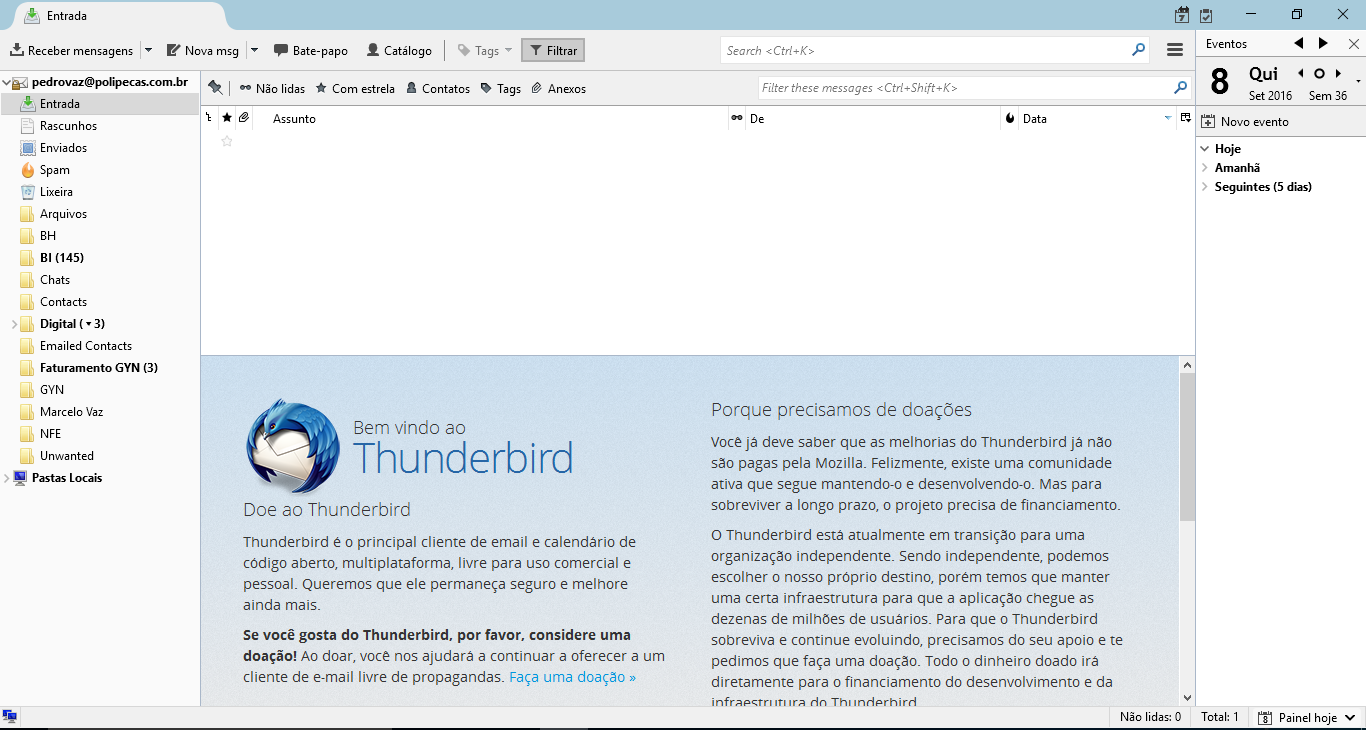 Entrada
Receber mensagens
Nova msg
Bate-papo
Catálogo
Tags
Filtrar
Search <Ctrl+K>
Eventos
pedrovaz@polipecas.com.br
Entrada
Rascunhos
Enviados
Spam
Lixeira
Arquivos
BH
BI (145)
Chats
Contacts
Digital ( ▾ 3)
Emailed Contacts
Faturamento GYN (3)
GYN
Marcelo Vaz
NFE
Unwanted
Pastas Locais
Não lidas
Com estrela
Contatos
Tags
Anexos
Filter these messages <Ctrl+Shift+K>
Assunto
De
Data
Bem vindo ao
Thunderbird
Doe ao Thunderbird
Thunderbird é o principal cliente de email e calendário de
código aberto, multiplataforma, livre para uso comercial e
pessoal. Queremos que ele permaneça seguro e melhore
ainda mais.
Se você gosta do Thunderbird, por favor, considere uma
doação! Ao doar, você nos ajudará a continuar a oferecer a um
cliente de e-mail livre de propagandas. Faça uma doação »
Porque precisamos de doações
Você já deve saber que as melhorias do Thunderbird já não
são pagas pela Mozilla. Felizmente, existe uma comunidade
ativa que segue mantendo-o e desenvolvendo-o. Mas para
sobreviver a longo prazo, o projeto precisa de financiamento.
O Thunderbird está atualmente em transição para uma
organização independente. Sendo independente, podemos
escolher o nosso próprio destino, porém temos que manter
uma certa infraestrutura para que a aplicação chegue as
dezenas de milhões de usuários. Para que o Thunderbird
sobreviva e continue evoluindo, precisamos do seu apoio e te
pedimos que faça uma doação. Todo o dinheiro doado irá
diretamente para o financiamento do desenvolvimento e da
infraestrutura do Thunderbird
8
Qui
Set 2016
Sem 36
Novo evento
Hoje
Amanhã
Seguintes (5 dias)
Não lidas: 0
Total: 1
8
Painel hoje